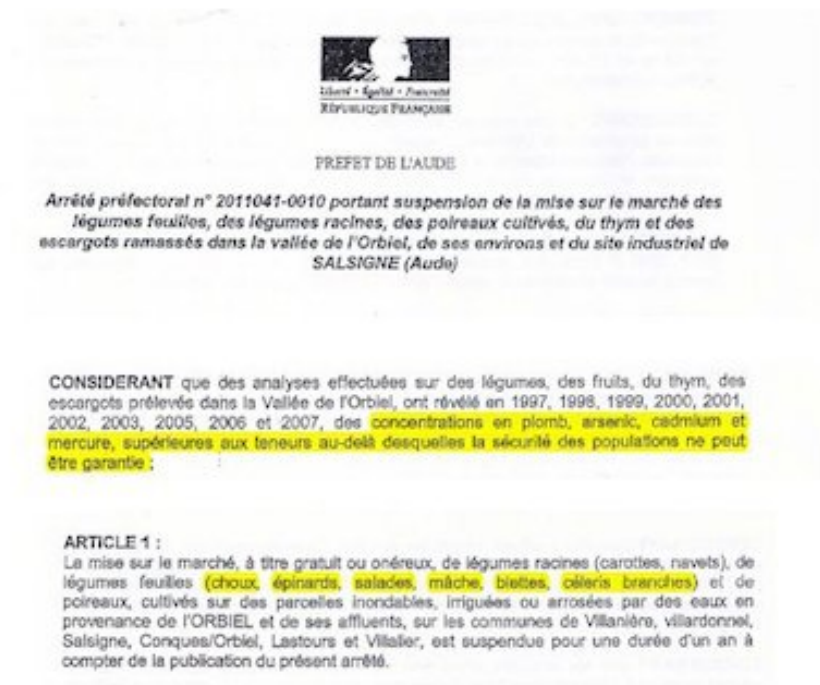 Liberté • Égalité • Fraternité
RÉPUBLIQUE FRANÇAISE
PREFET DE L'AUDE
Arrêté préfectoral n° 2011041-0010 portant suspension de la mise sur le marché des
légumes feuilles, des légumes racines, des poireaux cultivés, du thym et des
escargots ramassés dans la vallée de l'Orbiel, de ses environs et du site industriel de
SALSIGNE (Aude)
CONSIDERANT que des analyses effectuées sur des légumes, des fruits, du thym, des
escargots prélevés dans la Vallée de l'Orbiel, ont révélé en 1997, 1998, 1999, 2000, 2001,
2002, 2003, 2005, 2006 et 2007, des concentrations en plomb, arsenic, cadmium et
mercure, supérieures aux teneurs au-delà desquelles la sécurité des populations ne peut
être garantie ;
ARTICLE 1 :
La mise sur le marché, à titre gratuit ou onéreux, de légumes racines (carottes, navets), de
légumes feuilles (choux, épinards, salades, mâche, blettes, céleris branches) et de
poireaux, cultivés sur des parcelles inondables, irriguées ou arrosées par des eaux en
provenance de l'ORBIEL et de ses affluents, sur les communes de Villanière, villardonnel,
Salsigne, Conques/Orbiel, Lastours et Villalier, est suspendue pour une durée d'un an à
compter de la publication du présent arrêté.